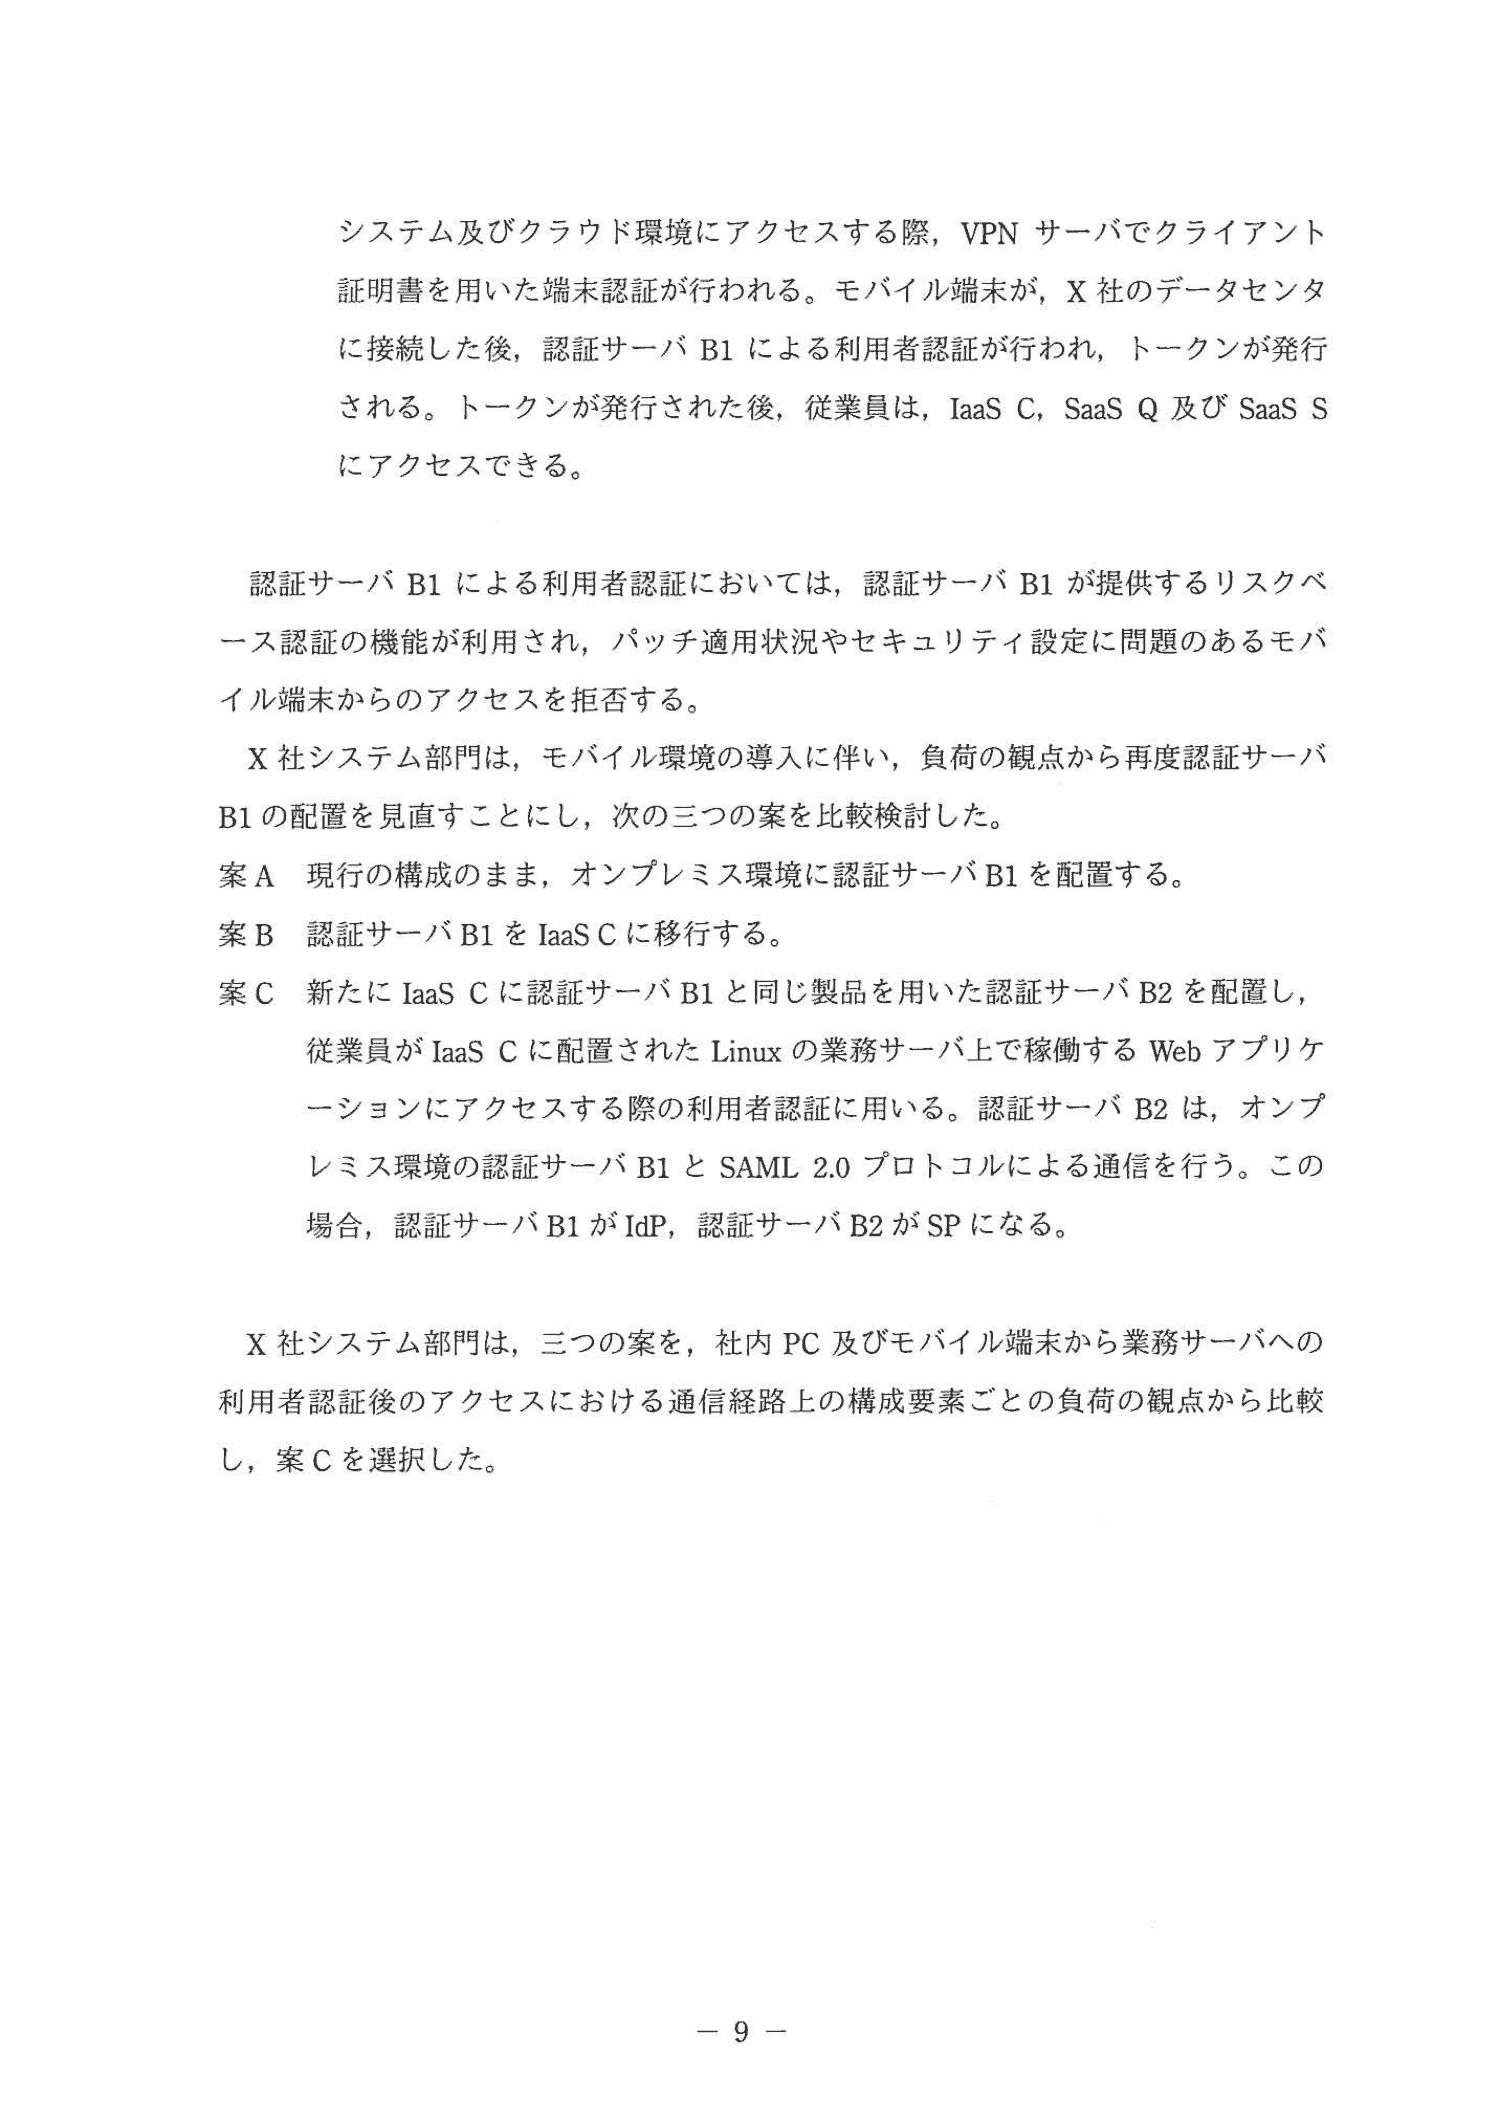 システム及びクラウド環境にアクセスする際，VPN サーバでクライアント
証明書を用いた端末認証が行われる。モバイル端末が，X 社のデータセンタ
に接続した後，認証サーバ B1 による利用者認証が行われ，トークンが発行
される。トークンが発行された後，従業員は，IaaS C，SaaS Q 及び SaaS S
にアクセスできる。
認証サーバ B1 による利用者認証においては，認証サーバ B1 が提供するリスクベ
ース認証の機能が利用され，パッチ適用状況やセキュリティ設定に問題のあるモバ
イル端末からのアクセスを拒否する。
X 社システム部門は，モバイル環境の導入に伴い，負荷の観点から再度認証サーバ
B1 の配置を見直すことにし，次の三つの案を比較検討した。
案 A　現行の構成のまま，オンプレミス環境に認証サーバ B1 を配置する。
案 B　認証サーバ B1 を IaaS C に移行する。
案 C　新たに IaaS C に認証サーバ B1 と同じ製品を用いた認証サーバ B2 を配置し，
従業員が IaaS C に配置された Linux の業務サーバ上で稼働する Web アプリケ
ーションにアクセスする際の利用者認証に用いる。認証サーバ B2 は，オンプ
レミス環境の認証サーバ B1 と SAML 2.0 プロトコルによる通信を行う。この
場合，認証サーバ B1 が IdP，認証サーバ B2 が SP になる。
X 社システム部門は，三つの案を，社内 PC 及びモバイル端末から業務サーバへの
利用者認証後のアクセスにおける通信経路上の構成要素ごとの負荷の観点から比較
し，案 C を選択した。
― 9 ―